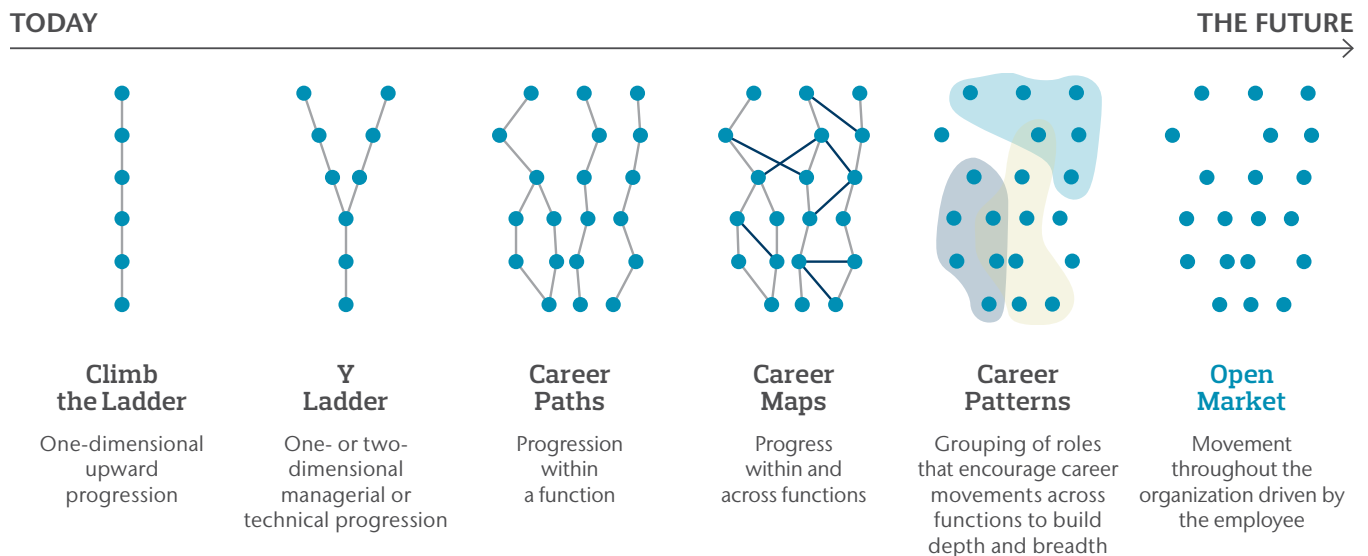 TODAY
THE FUTURE
Climb
the Ladder
One-dimensional
upward
progression
Y
Ladder
One- or two-
dimensional
managerial or
technical progression
Career
Paths
Progression
within
a function
Career
Maps
Progress
within and
across functions
Career
Patterns
Grouping of roles
that encourage career
movements across
functions to build
depth and breadth
Open
Market
Movement
throughout the
organization driven by
the employee